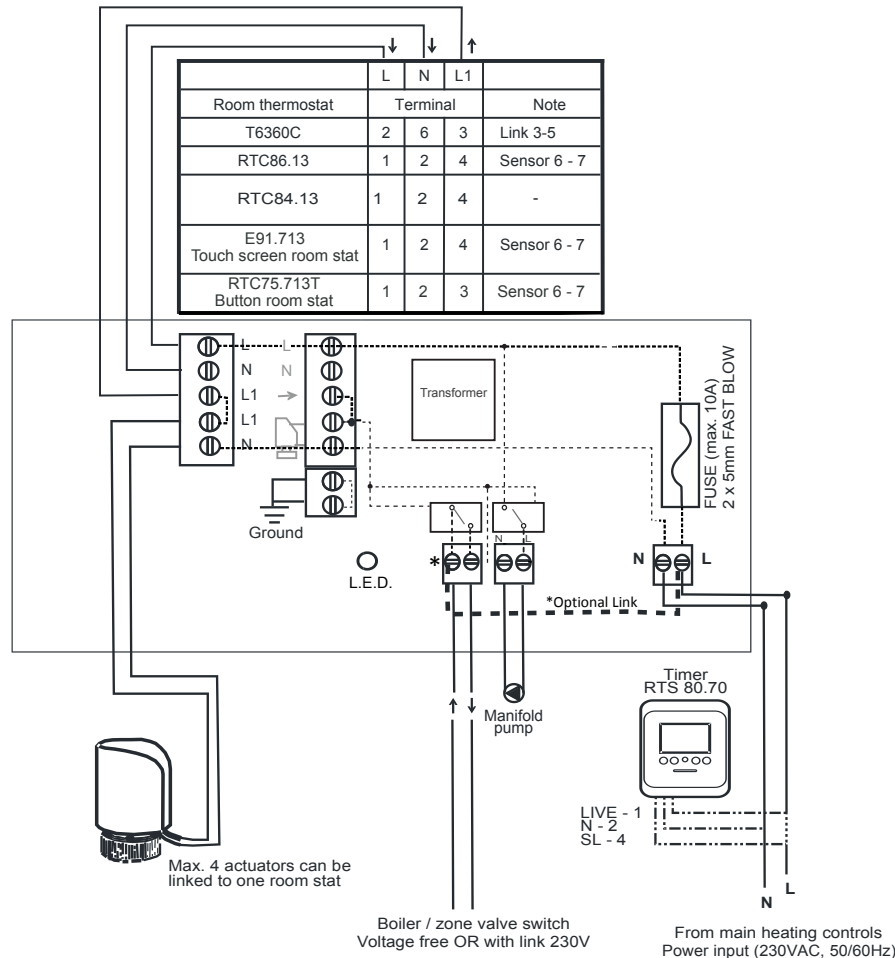 L N L1
Room thermostat Terminal Note
T6360C 2 6 3 Link 3-5
RTC86.13 1 2 4 Sensor 6 - 7
RTC84.13 1 2 4 -
E91.713
Touch screen room stat 1 2 4 Sensor 6 - 7
RTC75.713T
Button room stat 1 2 3 Sensor 6 - 7
L L
N N
L1
L1
N
Transformer
FUSE (max. 10A)
2 x 5mm FAST BLOW
Ground
L.E.D.
N L
*
N L
*Optional Link
Manifold
pump
Timer
RTS 80.70
LIVE - 1
N - 2
SL - 4
Max. 4 actuators can be
linked to one room stat
N L
Boiler / zone valve switch
Voltage free OR with link 230V
From main heating controls
Power input (230VAC, 50/60Hz)